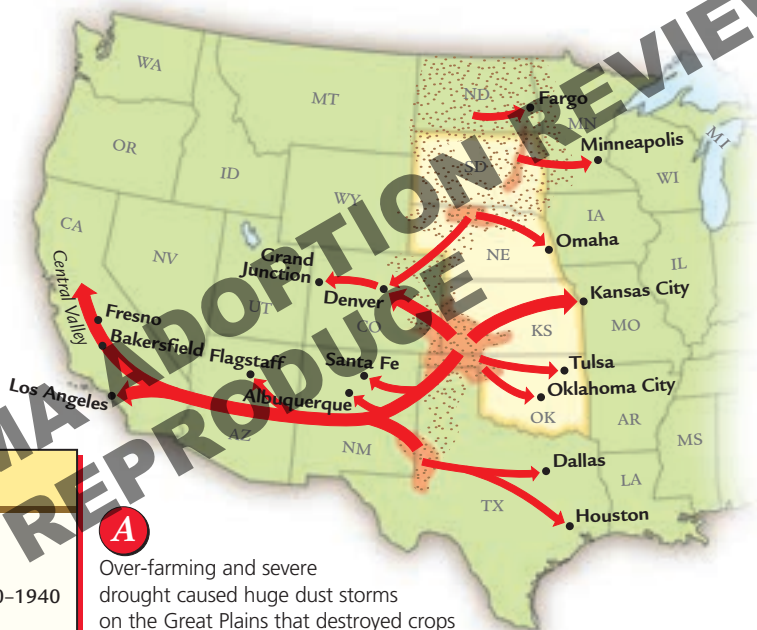 WA
MT
ND
Fargo
MN
OR
Minneapolis
MI
ID
SD
WI
WY
CA
IA
NV
NE
Omaha
Grand
Junction
IL
Central Valley
Denver
Kansas City
UT
Fresno
CO
KS
MO
Bakersfield
Flagstaff
Santa Fe
Tulsa
Los Angeles
Albuquerque
Oklahoma City
OK
AR
AZ
NM
MS
Dallas
LA
TX
Houston
MA ADOPTION REVIEW
REPRODUCE
A
Over-farming and severe
drought caused huge dust storms
on the Great Plains that destroyed crops
0–1940